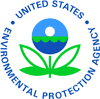 UNITED STATES
ENVIRONMENTAL PROTECTION AGENCY